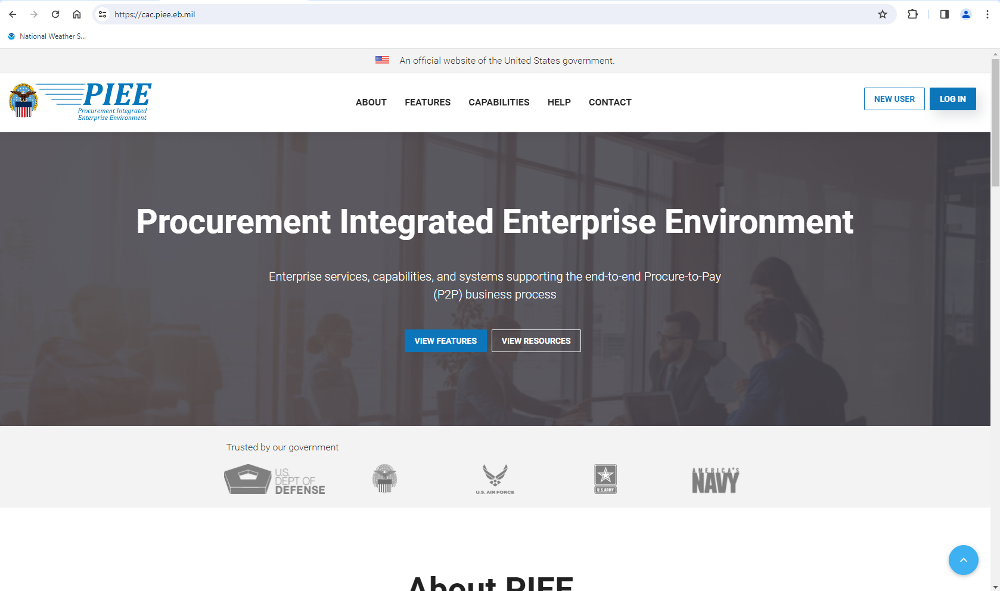 https://cac.piee.eb.mil
National Weather S...
An official website of the United States government.
PIEE
Procurement Integrated
Enterprise Environment
ABOUT FEATURES CAPABILITIES HELP CONTACT
NEW USER LOG IN
Procurement Integrated Enterprise Environment
Enterprise services, capabilities, and systems supporting the end-to-end Procure-to-Pay
(P2P) business process
VIEW FEATURES VIEW RESOURCES
Trusted by our government
U.S.
DEPT OF
DEFENSE
U.S. AIR FORCE
U.S. ARMY
AMERICA'S
NAVY
About PIEE